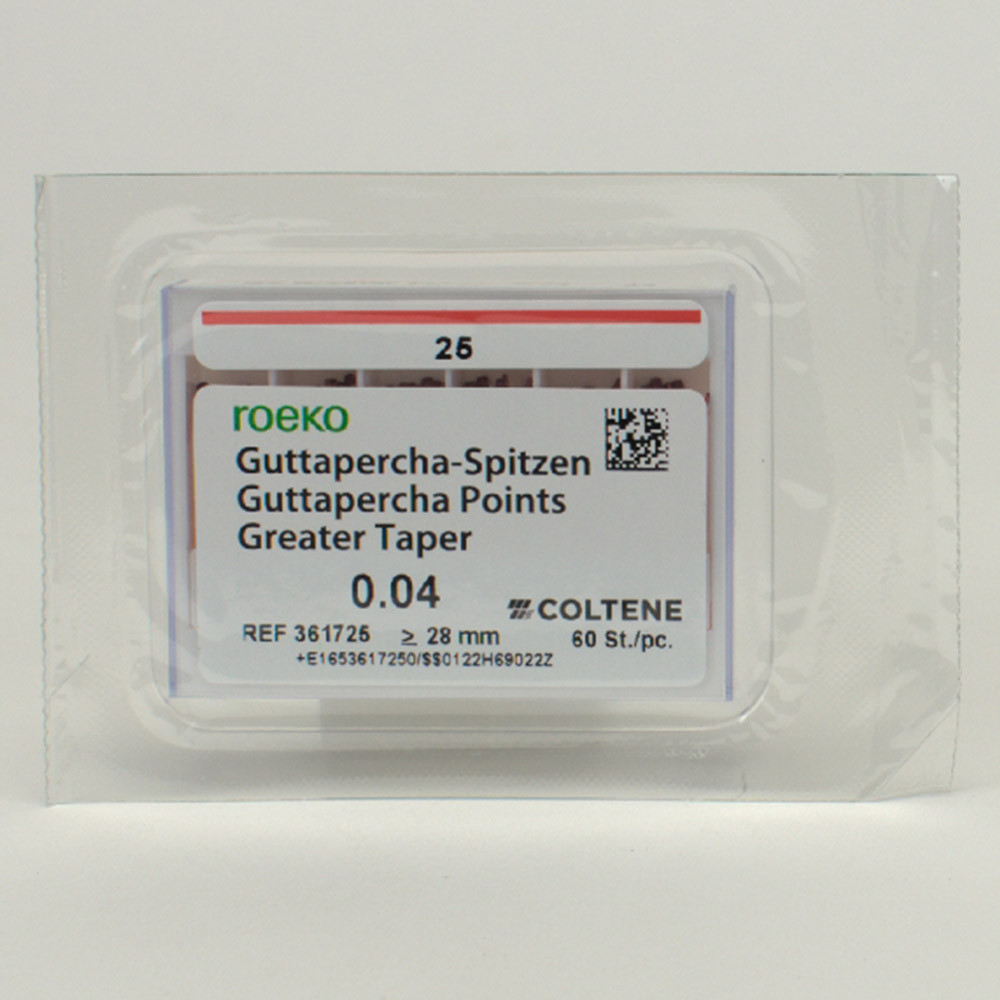 25
roeko
Guttapercha-Spitzen
Guttapercha Points
Greater Taper
0.04
COLTENE
REF 361725 ≥ 28 mm 60 St./pc.
+E1653617250/$$0122H69022Z